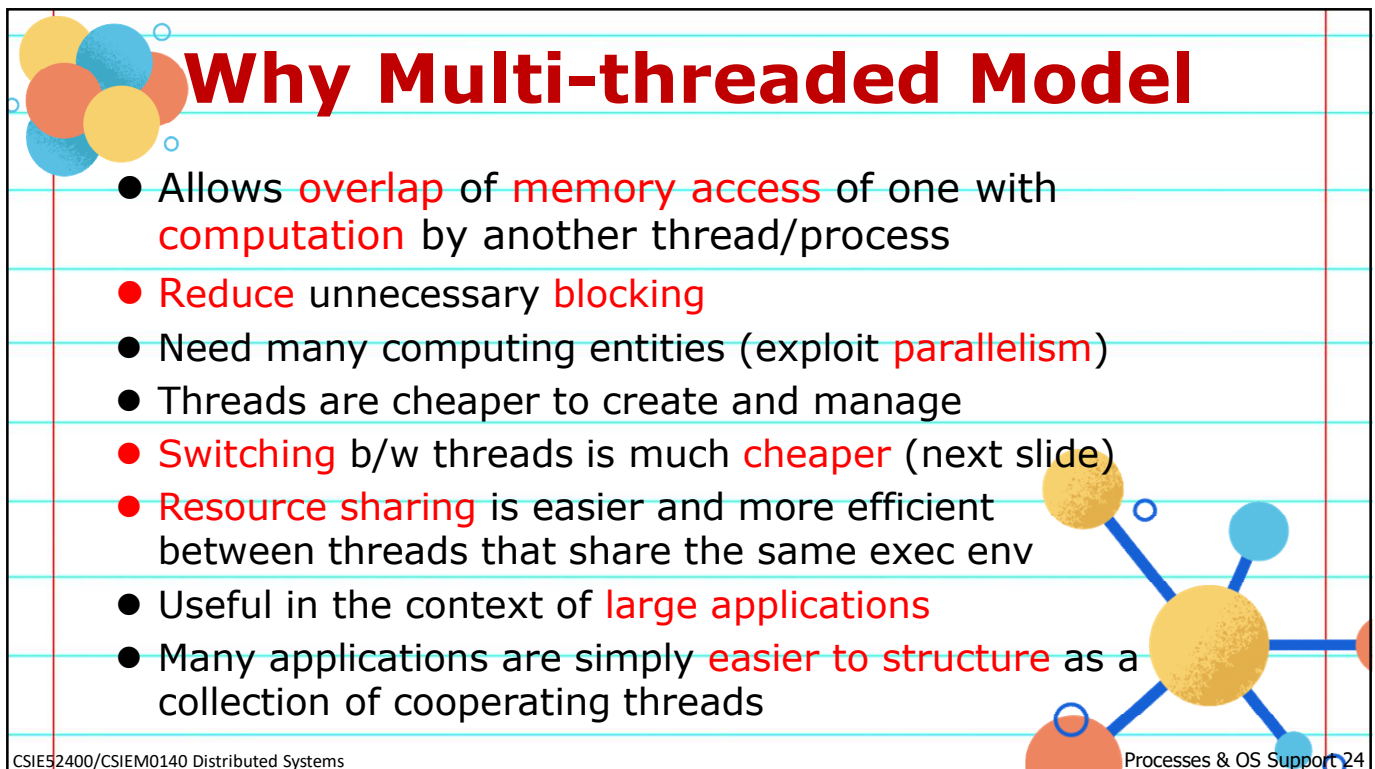 Why Multi-threaded Model
● Allows overlap of memory access of one with
computation by another thread/process
● Reduce unnecessary blocking
● Need many computing entities (exploit parallelism)
● Threads are cheaper to create and manage
● Switching b/w threads is much cheaper (next slide)
● Resource sharing is easier and more efficient
between threads that share the same exec env
● Useful in the context of large applications
● Many applications are simply easier to structure as a
collection of cooperating threads
CSIE52400/CSIEM0140 Distributed Systems
Processes & OS Support 24